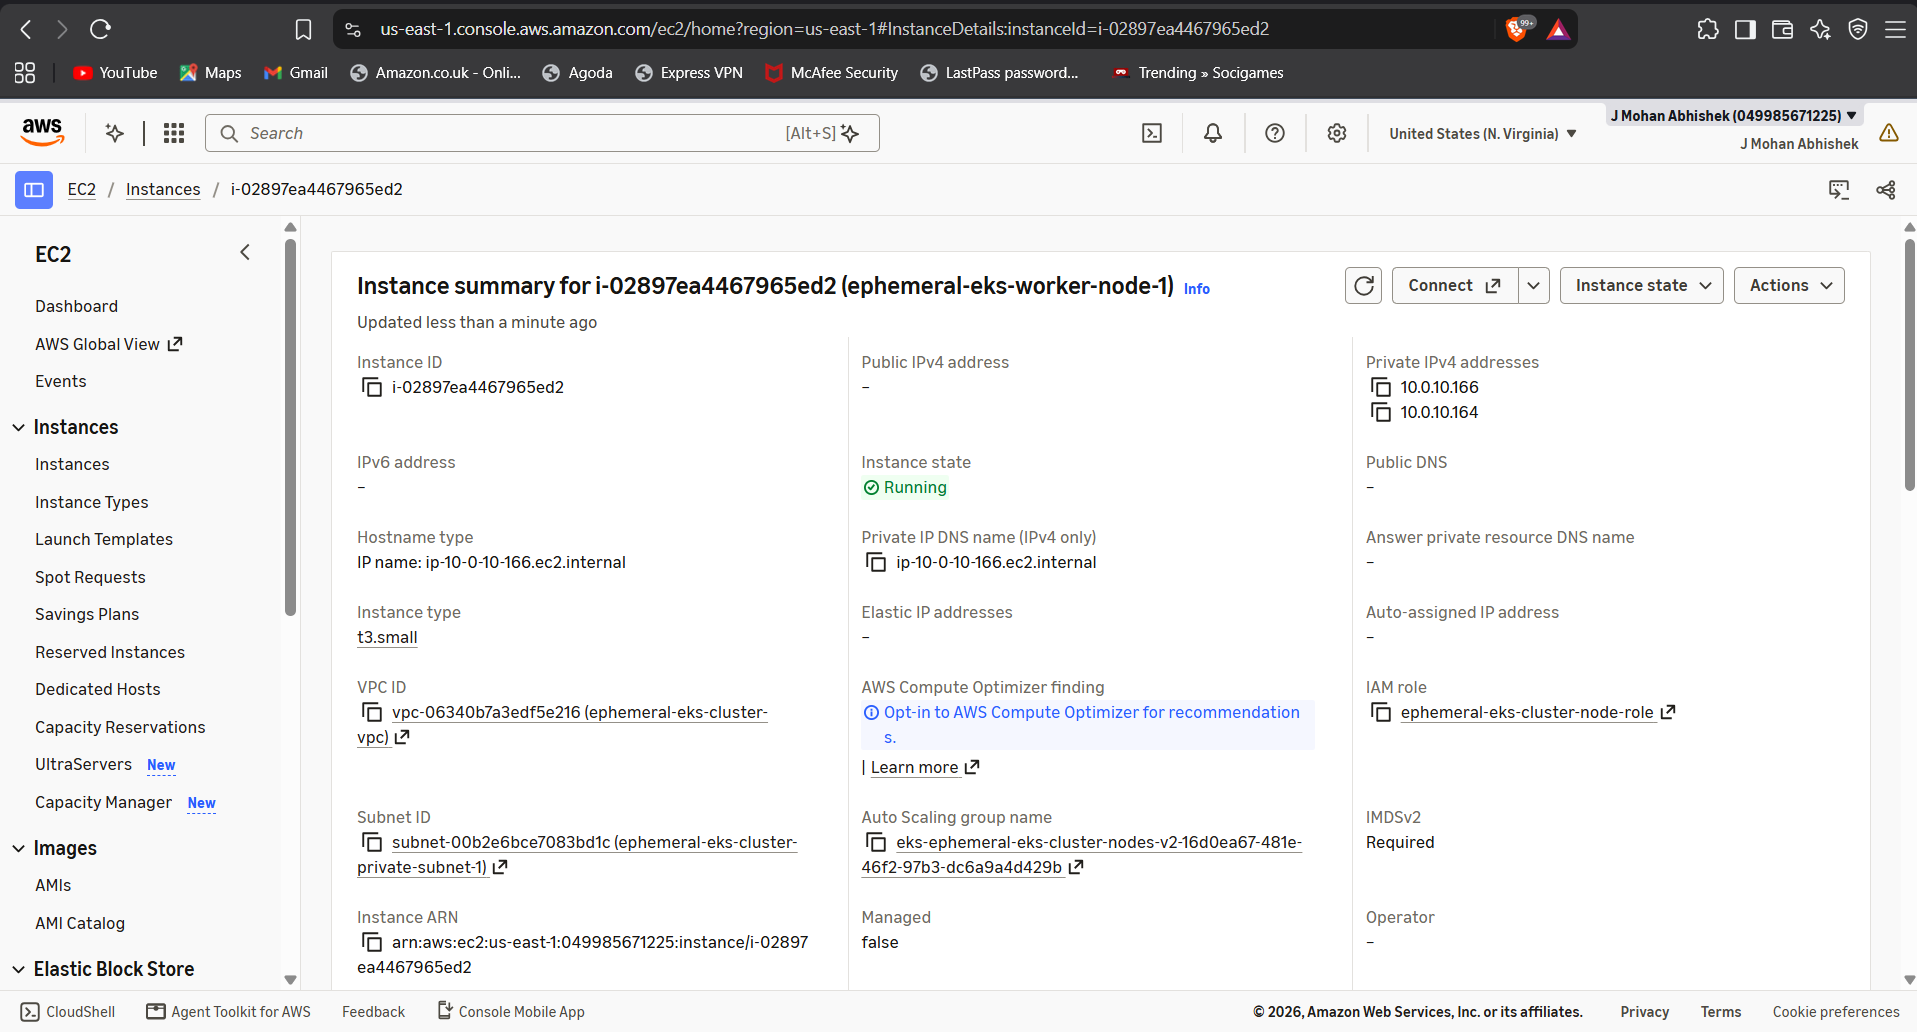 us-east-1.console.aws.amazon.com/ec2/home?region=us-east-1#InstanceDetails:instanceId=i-02897ea4467965ed2
99+
YouTube Maps Gmail Amazon.co.uk - Onli... Agoda Express VPN McAfee Security LastPass password... Trending » Socigames
aws Search [Alt+S] United States (N. Virginia) J Mohan Abhishek (049985671225)
J Mohan Abhishek
EC2 / Instances / i-02897ea4467965ed2
EC2
Dashboard
AWS Global View
Events
Instances
Instances
Instance Types
Launch Templates
Spot Requests
Savings Plans
Reserved Instances
Dedicated Hosts
Capacity Reservations
UltraServers New
Capacity Manager New
Images
AMIs
AMI Catalog
Elastic Block Store
Instance summary for i-02897ea4467965ed2 (ephemeral-eks-worker-node-1) Info
Connect Instance state Actions
Updated less than a minute ago
Instance ID
i-02897ea4467965ed2
Public IPv4 address
–
Private IPv4 addresses
10.0.10.166
10.0.10.164
IPv6 address
–
Instance state
Running
Public DNS
–
Hostname type
IP name: ip-10-0-10-166.ec2.internal
Private IP DNS name (IPv4 only)
ip-10-0-10-166.ec2.internal
Answer private resource DNS name
–
Instance type
t3.small
Elastic IP addresses
–
Auto-assigned IP address
–
VPC ID
vpc-06340b7a3edf5e216 (ephemeral-eks-cluster-
vpc)
AWS Compute Optimizer finding
Opt-in to AWS Compute Optimizer for recommendation
s.
| Learn more
IAM role
ephemeral-eks-cluster-node-role
Subnet ID
subnet-00b2e6bce7083bd1c (ephemeral-eks-cluster-
private-subnet-1)
Auto Scaling group name
eks-ephemeral-eks-cluster-nodes-v2-16d0ea67-481e-
46f2-97b3-dc6a9a4d429b
IMDSv2
Required
Instance ARN
arn:aws:ec2:us-east-1:049985671225:instance/i-02897
ea4467965ed2
Managed
false
Operator
–
CloudShell Agent Toolkit for AWS Feedback Console Mobile App © 2026, Amazon Web Services, Inc. or its affiliates. Privacy Terms Cookie preferences